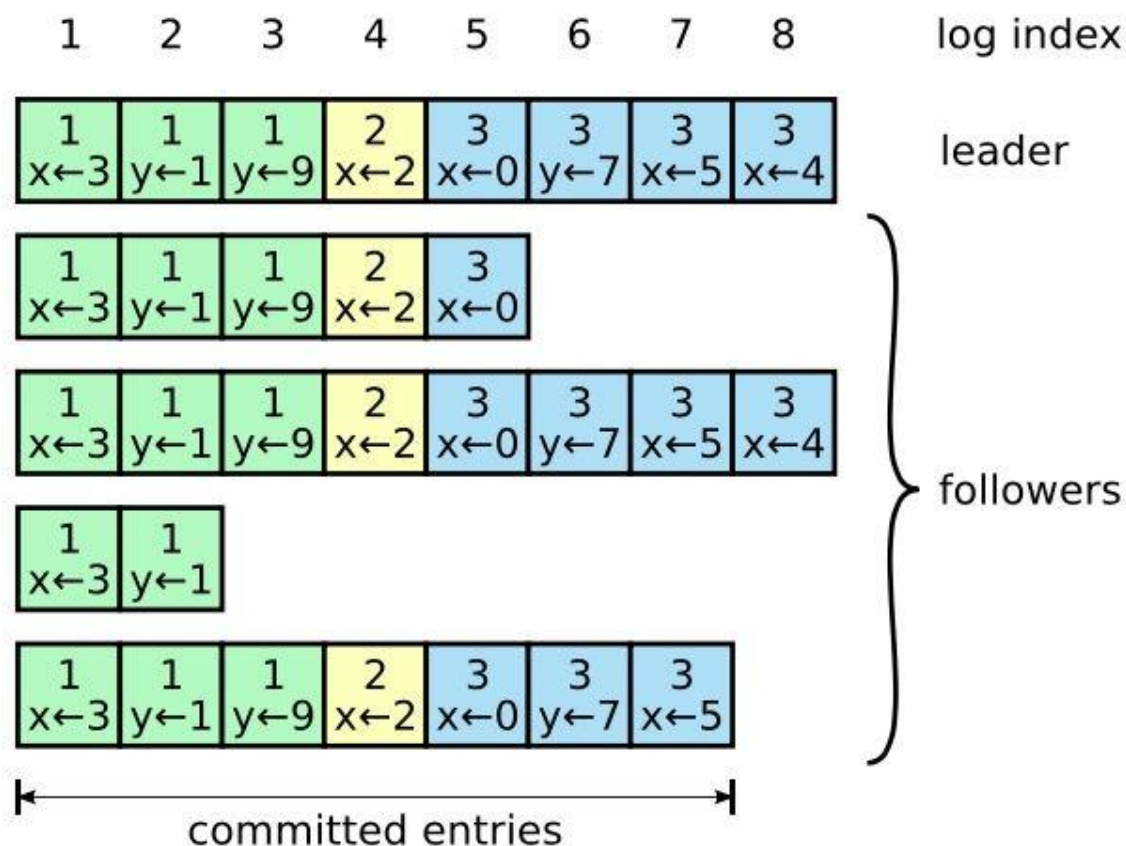 1 2 3 4 5 6 7 8 log index
1 1 1 2 3 3 3 3
x←3 y←1 y←9 x←2 x←0 y←7 x←5 x←4
leader
1 1 1 2 3
x←3 y←1 y←9 x←2 x←0
1 1 1 2 3 3 3 3
x←3 y←1 y←9 x←2 x←0 y←7 x←5 x←4
followers
1 1
x←3 y←1
1 1 1 2 3 3 3
x←3 y←1 y←9 x←2 x←0 y←7 x←5
committed entries